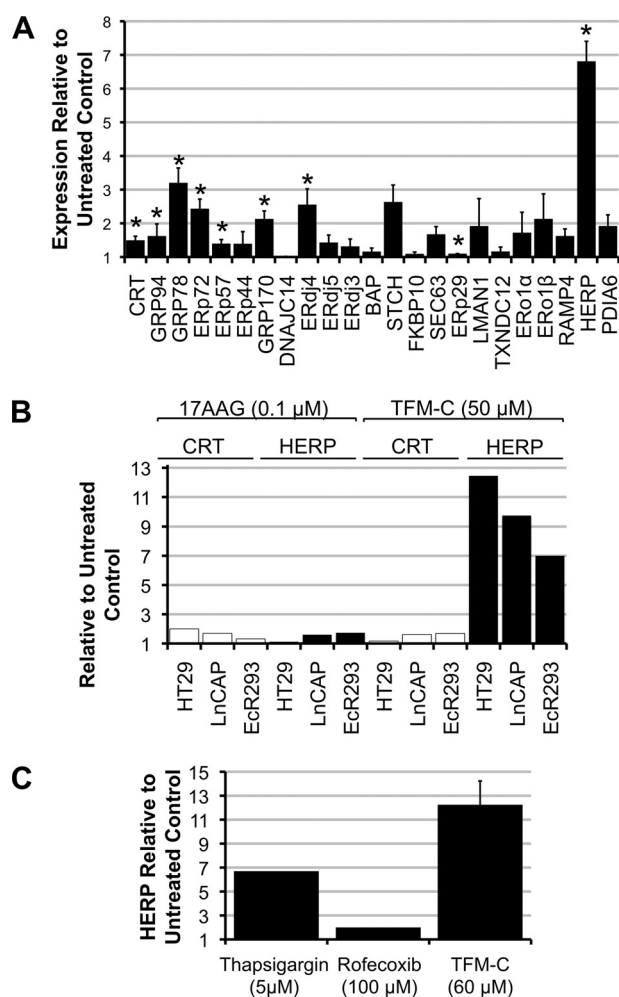 A
Expression Relative to
Untreated Control
8
7
6
5
4
3
2
1
* * * * * * * * *
CRT
GRP94
GRP78
ERp72
ERp57
ERp44
GRP170
DNAJC14
ERdj4
ERdj5
ERdj3
BAP
STCH
FKBP10
SEC63
ERp29
LMAN1
TXNDC12
ERo1α
ERo1β
RAMP4
HERP
PDIA6
B
17AAG (0.1 µM) TFM-C (50 µM)
CRT HERP CRT HERP
Relative to Untreated
Control
13
11
9
7
5
3
1
HT29
LnCAP
EcR293
HT29
LnCAP
EcR293
HT29
LnCAP
EcR293
HT29
LnCAP
EcR293
C
HERP Relative to
Untreated Control
15
13
11
9
7
5
3
1
Thapsigargin Rofecoxib TFM-C
(5µM) (100 µM) (60 µM)